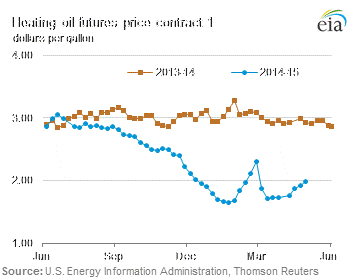 Heating oil futures price contract 1
dollars per gallon
eia
4.00
2013-14
2014-15
3.00
2.00
1.00
Jun
Sep
Dec
Mar
Jun
Source: U.S. Energy Information Administration, Thomson Reuters